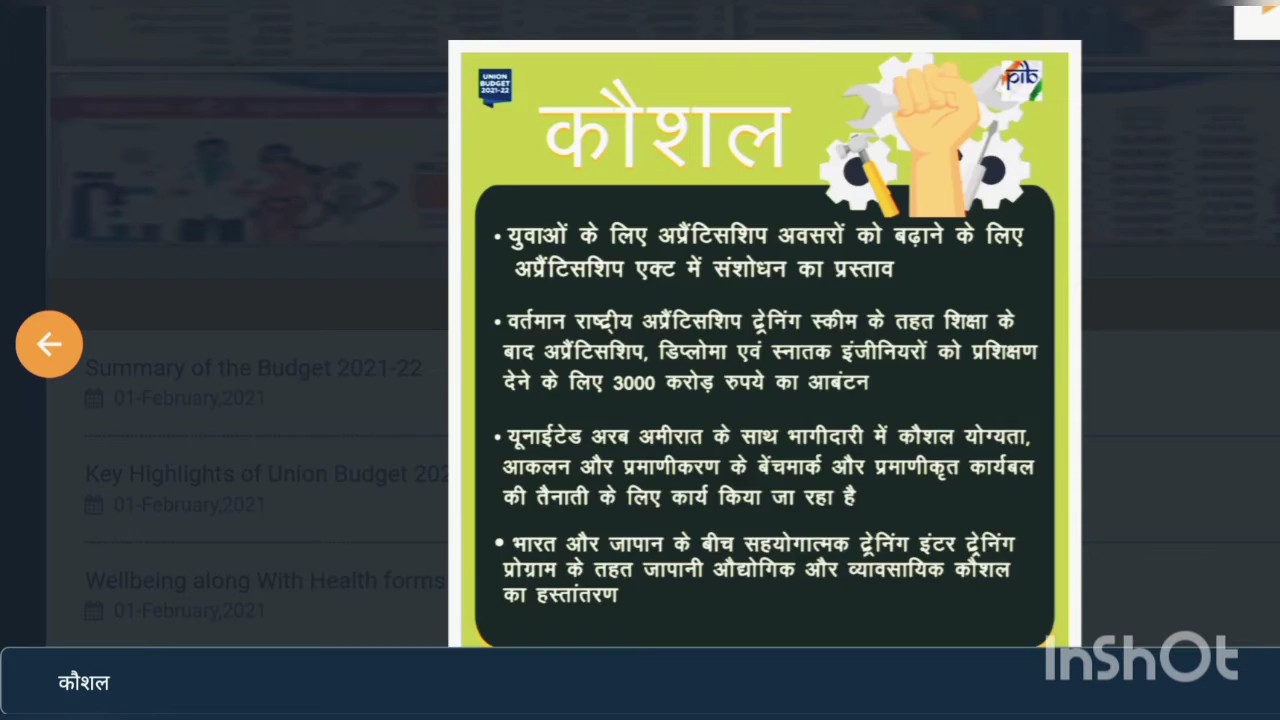 UNION
BUDGET
2021-22
pib
कौशल
• युवाओं के लिए अप्रैंटिसशिप अवसरों को बढ़ाने के लिए
अप्रैंटिसशिप एक्ट में संशोधन का प्रस्ताव
• वर्तमान राष्ट्रीय अप्रैंटिसशिप ट्रेनिंग स्कीम के तहत शिक्षा के
बाद अप्रैंटिसशिप, डिप्लोमा एवं स्नातक इंजीनियरों को प्रशिक्षण
देने के लिए 3000 करोड़ रुपये का आबंटन
• यूनाईटेड अरब अमीरात के साथ भागीदारी में कौशल योग्यता,
आकलन और प्रमाणीकरण के बेंचमार्क और प्रमाणीकृत कार्यबल
की तैनाती के लिए कार्य किया जा रहा है
• भारत और जापान के बीच सहयोगात्मक ट्रेनिंग इंटर ट्रेनिंग
प्रोग्राम के तहत जापानी औद्योगिक और व्यावसायिक कौशल
का हस्तांतरण
Summary of the Budget 2021-22
01-February,2021
Key Highlights of Union Budget 202
01-February,2021
Wellbeing along With Health forms
01-February,2021
कौशल
InShOt